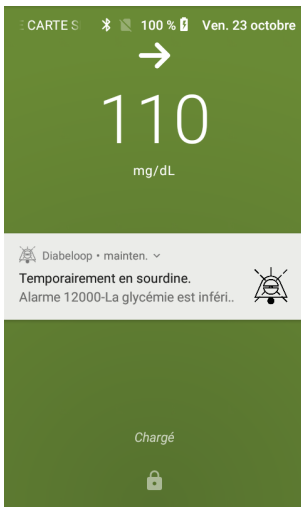 CARTE S
100 %
Ven. 23 octobre
110
mg/dL
Diabeloop • mainten.
Temporairement en sourdine.
Alarme 12000-La glycémie est inféri..
Chargé